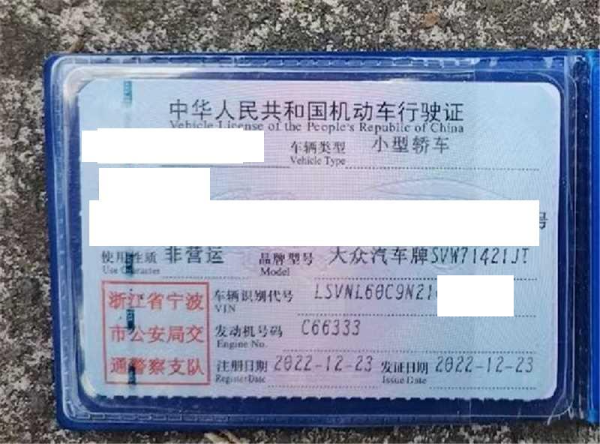 中华人民共和国机动车行驶证
Vehicle License of the People's Republic of China
车辆类型 小型轿车
Vehicle Type
号
使用性质 非营运 品牌型号 大众汽车牌SVW71421JT
Use Character Model
浙江省宁波
市公安局交
通警察支队
车辆识别代号 LSVNL60C9N21
VIN
发动机号码 C66333
Engine No.
注册日期 2022-12-23 发证日期 2022-12-23
Register Date Issue Date